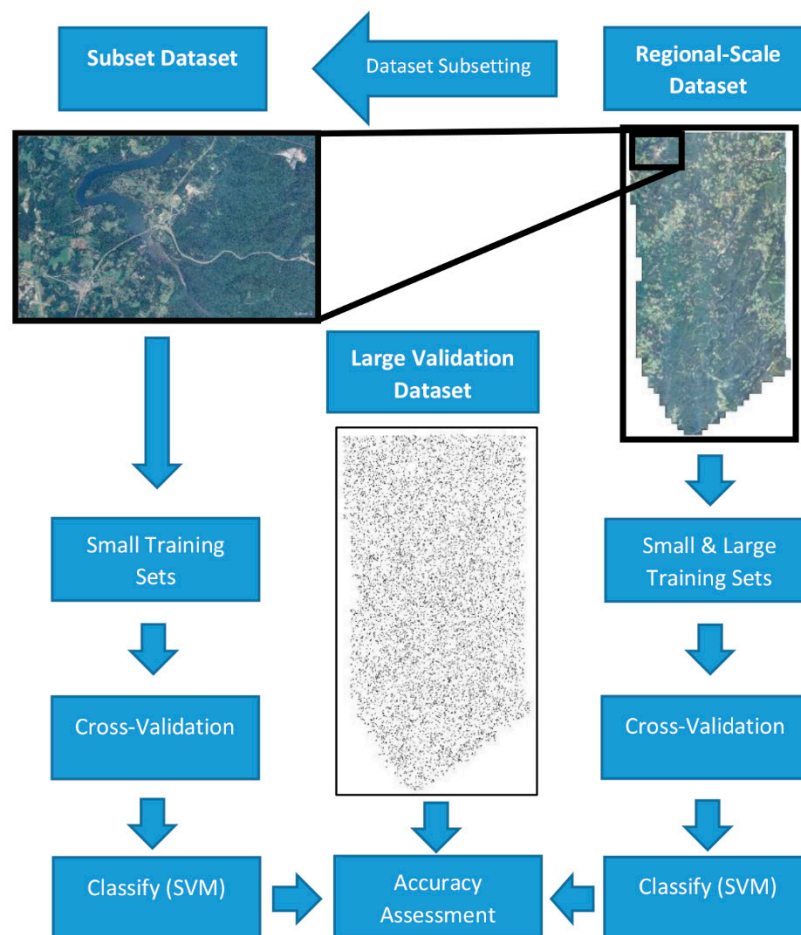 Subset Dataset
Dataset Subsetting
Regional-Scale
Dataset
Large Validation
Dataset
Small Training
Sets
Small & Large
Training Sets
Cross-Validation
Cross-Validation
Classify (SVM)
Accuracy
Assessment
Classify (SVM)